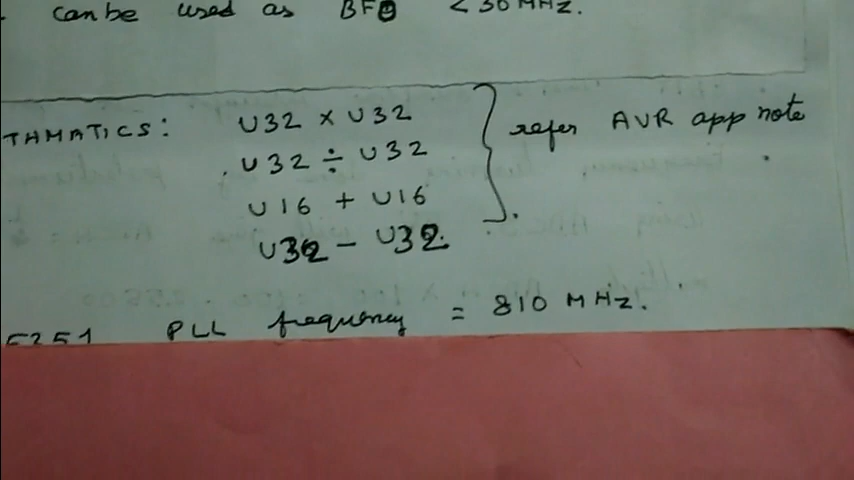 can be used as BFO < 30 MHz.
THMATICS: U32 × U32
U32 ÷ U32
U16 + U16
U32 - U32.
refer AVR app note
5351 PLL frequency = 810 MHz.